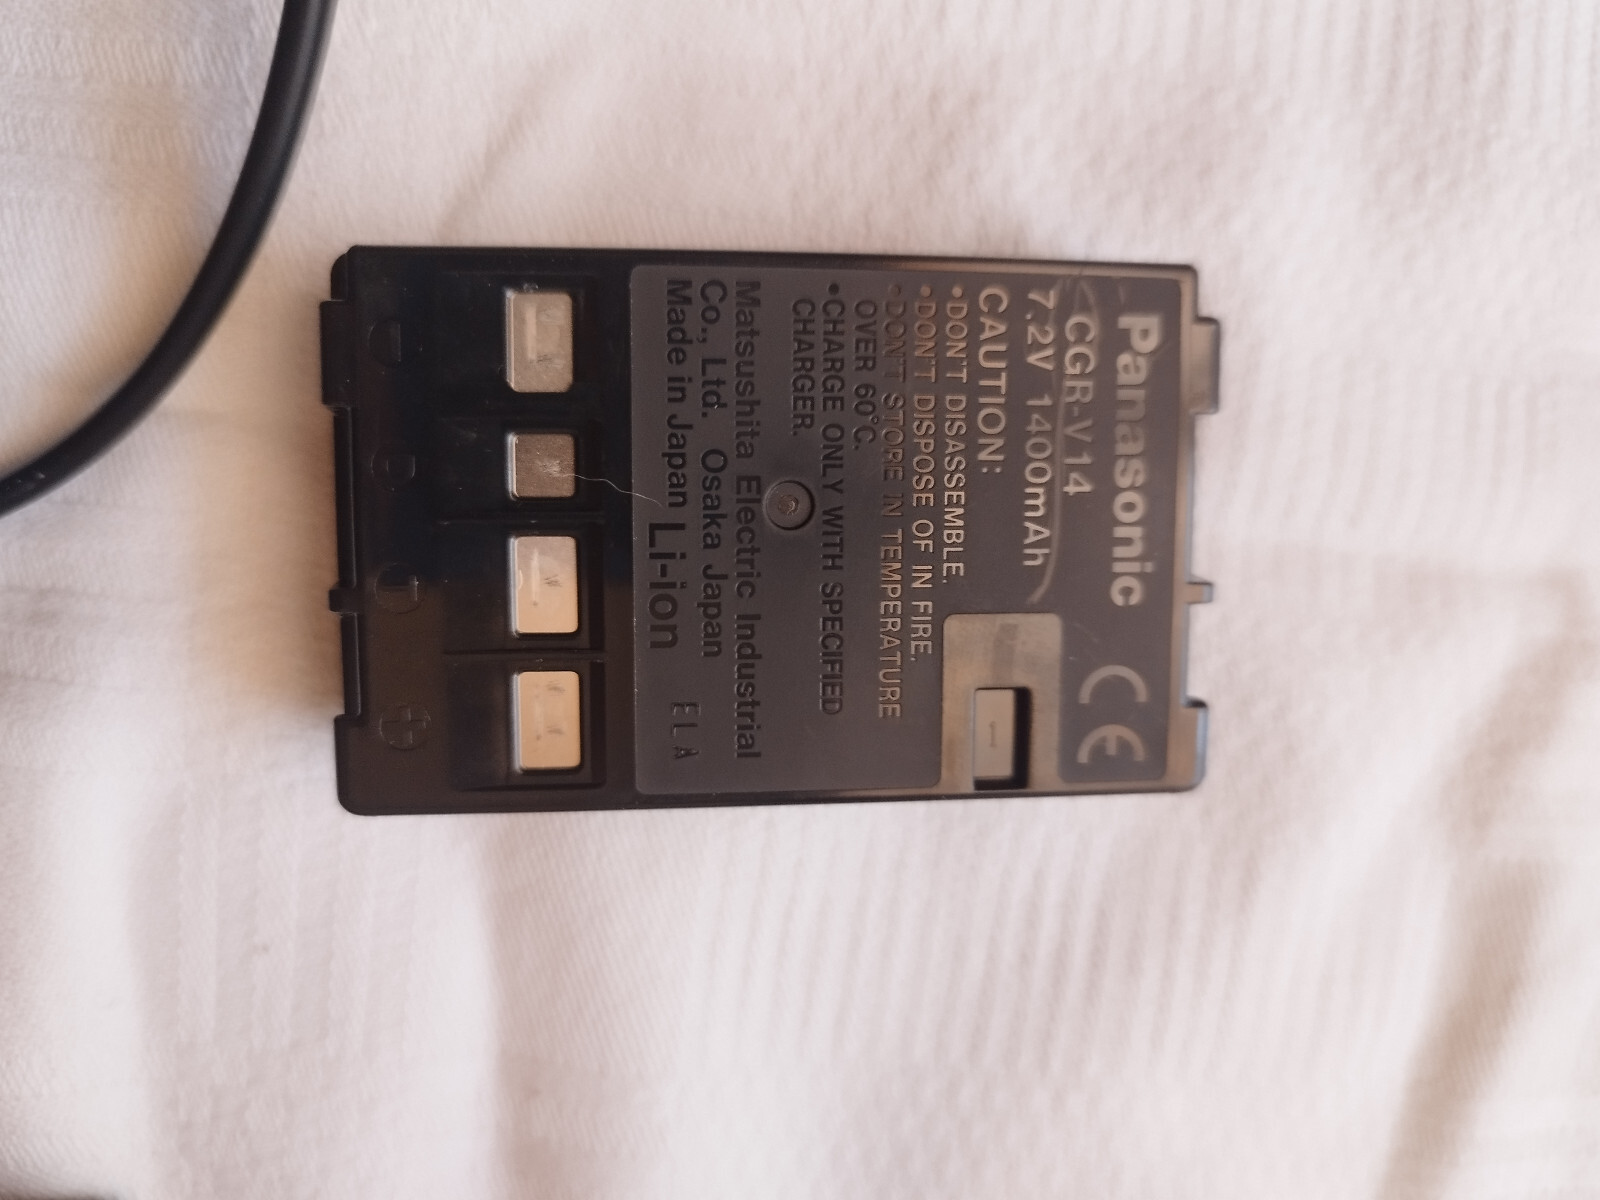 Panasonic
CGR-V14
7.2V 1400mAh
CE
CAUTION:
•DON'T DISASSEMBLE.
•DON'T DISPOSE OF IN FIRE.
•DON'T STORE IN TEMPERATURE
OVER 60°C.
•CHARGE ONLY WITH SPECIFIED
CHARGER.
Matsushita Electric Industrial
Co., Ltd. Osaka Japan
Made in Japan Li-ion ELA
D T +